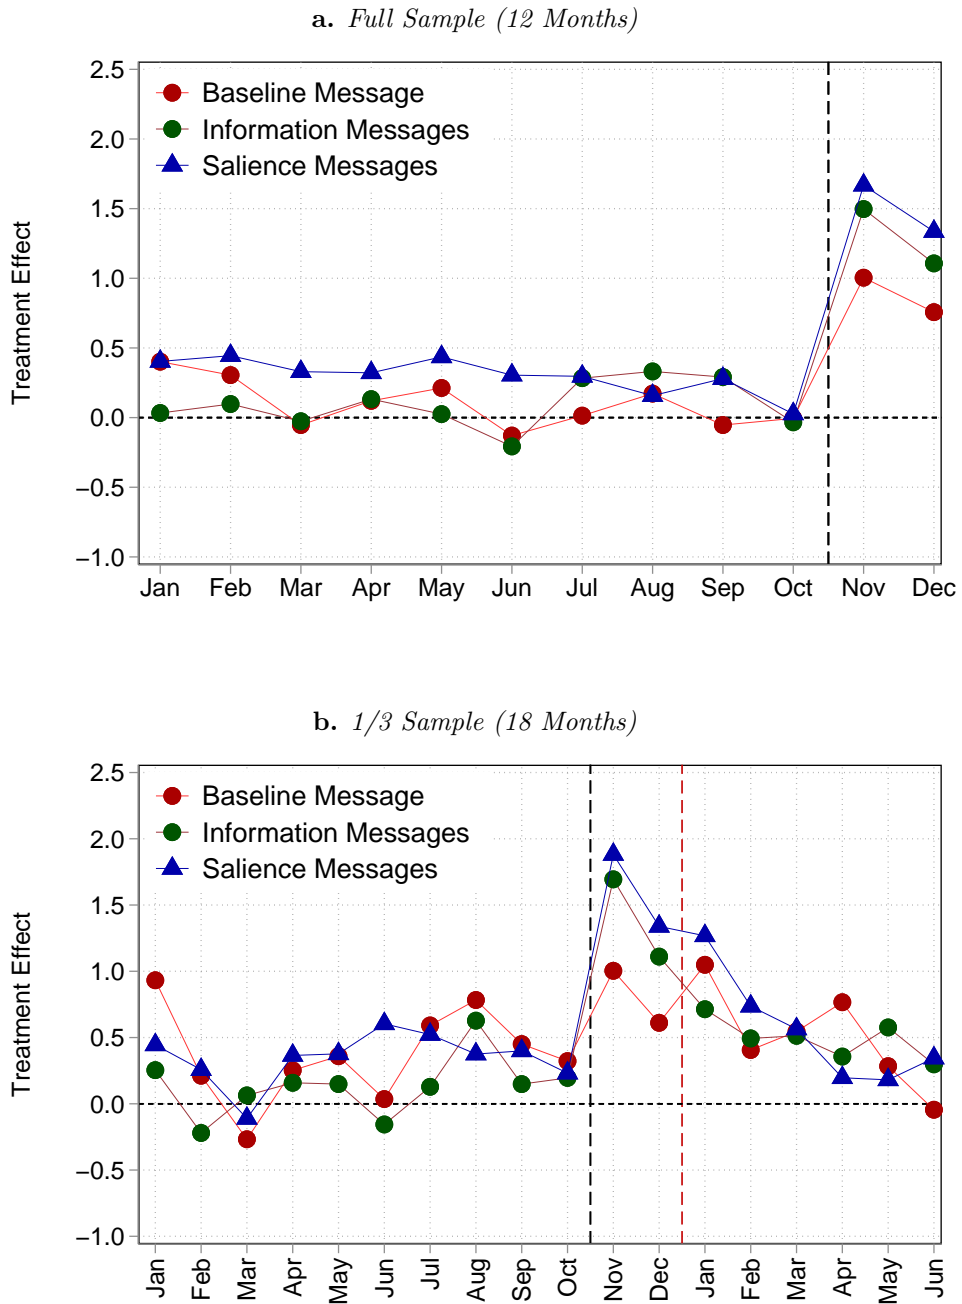 a. Full Sample (12 Months)
2.5
2.0
1.5
1.0
0.5
0.0
−0.5
−1.0
Treatment Effect
Baseline Message
Information Messages
Salience Messages
Jan Feb Mar Apr May Jun Jul Aug Sep Oct Nov Dec
b. 1/3 Sample (18 Months)
2.5
2.0
1.5
1.0
0.5
0.0
−0.5
−1.0
Treatment Effect
Baseline Message
Information Messages
Salience Messages
Jan Feb Mar Apr May Jun Jul Aug Sep Oct Nov Dec Jan Feb Mar Apr May Jun